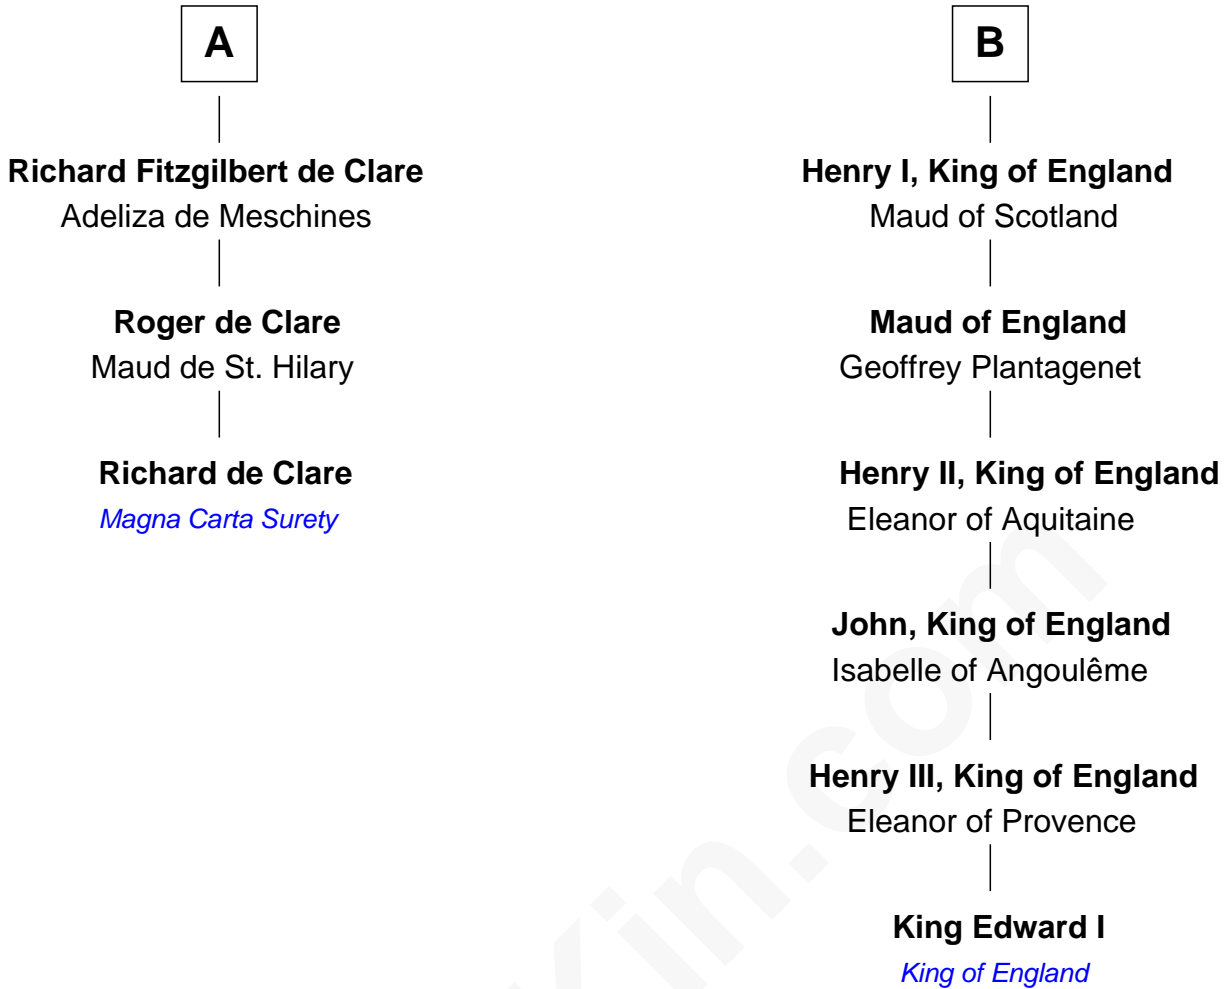 A
Richard Fitzgilbert de Clare
Adeliza de Meschines
Roger de Clare
Maud de St. Hilary
Richard de Clare
Magna Carta Surety
B
Henry I, King of England
Maud of Scotland
Maud of England
Geoffrey Plantagenet
Henry II, King of England
Eleanor of Aquitaine
John, King of England
Isabelle of Angoulême
Henry III, King of England
Eleanor of Provence
King Edward I
King of England
Kin.com